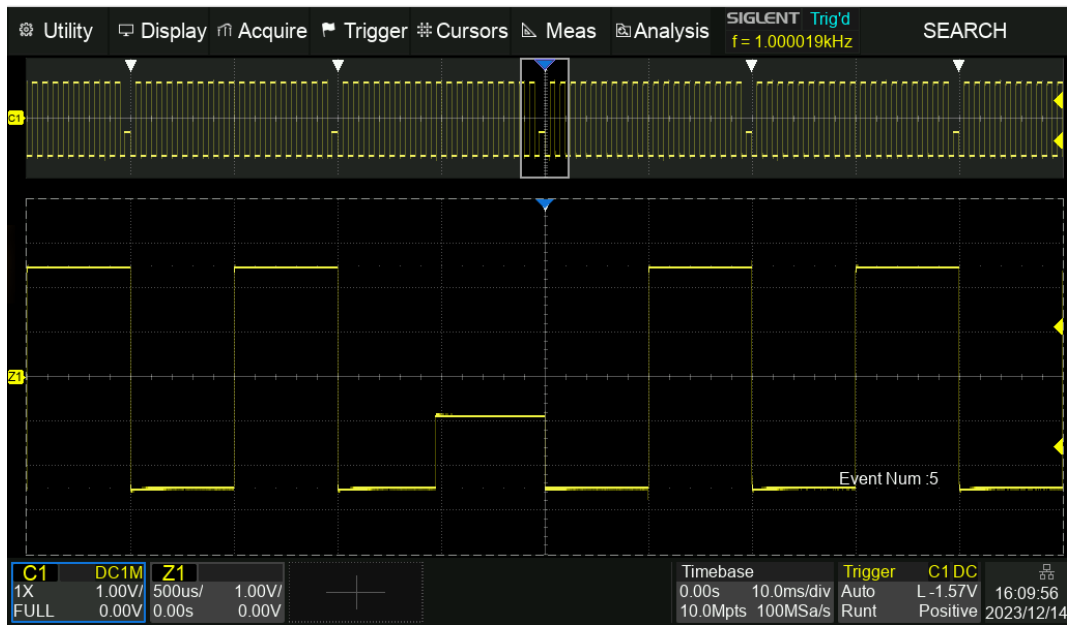 Utility Display Acquire Trigger Cursors Meas Analysis SIGLENT Trig'd SEARCH
f = 1.000019kHz
C1
Z1
Event Num :5
C1 DC1M Z1 Timebase Trigger C1 DC
1X 1.00V/ 500us/ 1.00V/ 0.00s 10.0ms/div Auto L -1.57V 16:09:56
FULL 0.00V 0.00s 0.00V 10.0Mpts 100MSa/s Runt Positive 2023/12/14